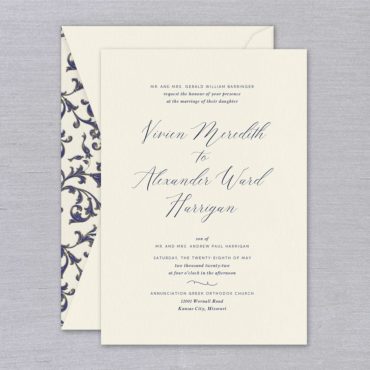 MR AND MRS. GERALD WILLIAM BARRINGER
request the honour of your presence
at the marriage of their daughter
Vivien Meredith
to
Alexander Ward
Harrigan
son of
MR AND MRS. ANDREW PAUL HARRIGAN
SATURDAY, THE TWENTY-EIGHTH OF MAY
two thousand twenty-two
at four o'clock in the afternoon
ANNUNCIATION GREEK ORTHODOX CHURCH
12001 Wornall Road
Kansas City, Missouri